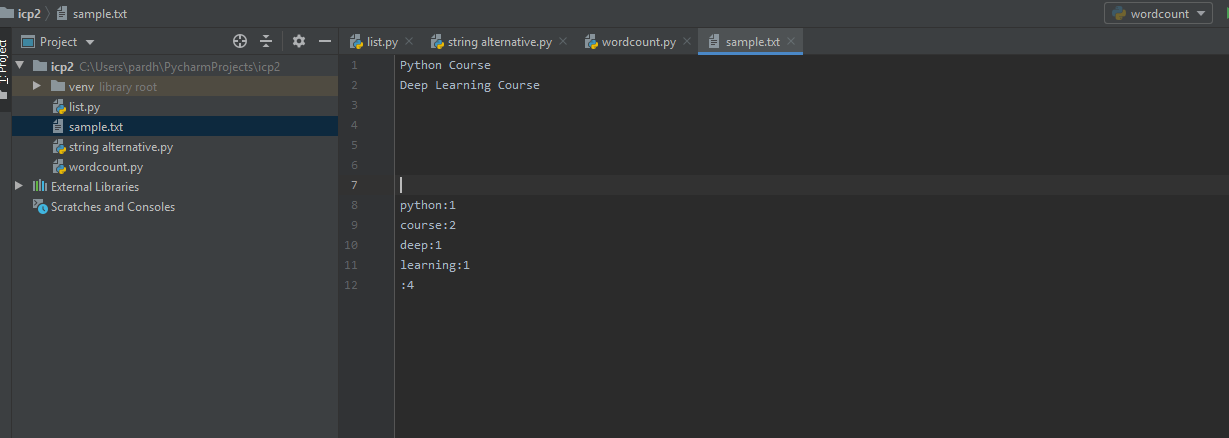 icp2 sample.txt
wordcount
1: Project
Project
list.py string alternative.py wordcount.py sample.txt
icp2 C:\Users\pardh\PycharmProjects\icp2
venv library root
list.py
sample.txt
string alternative.py
wordcount.py
External Libraries
Scratches and Consoles
1 Python Course
2 Deep Learning Course
3
4
5
6
7
8 python:1
9 course:2
10 deep:1
11 learning:1
12 :4